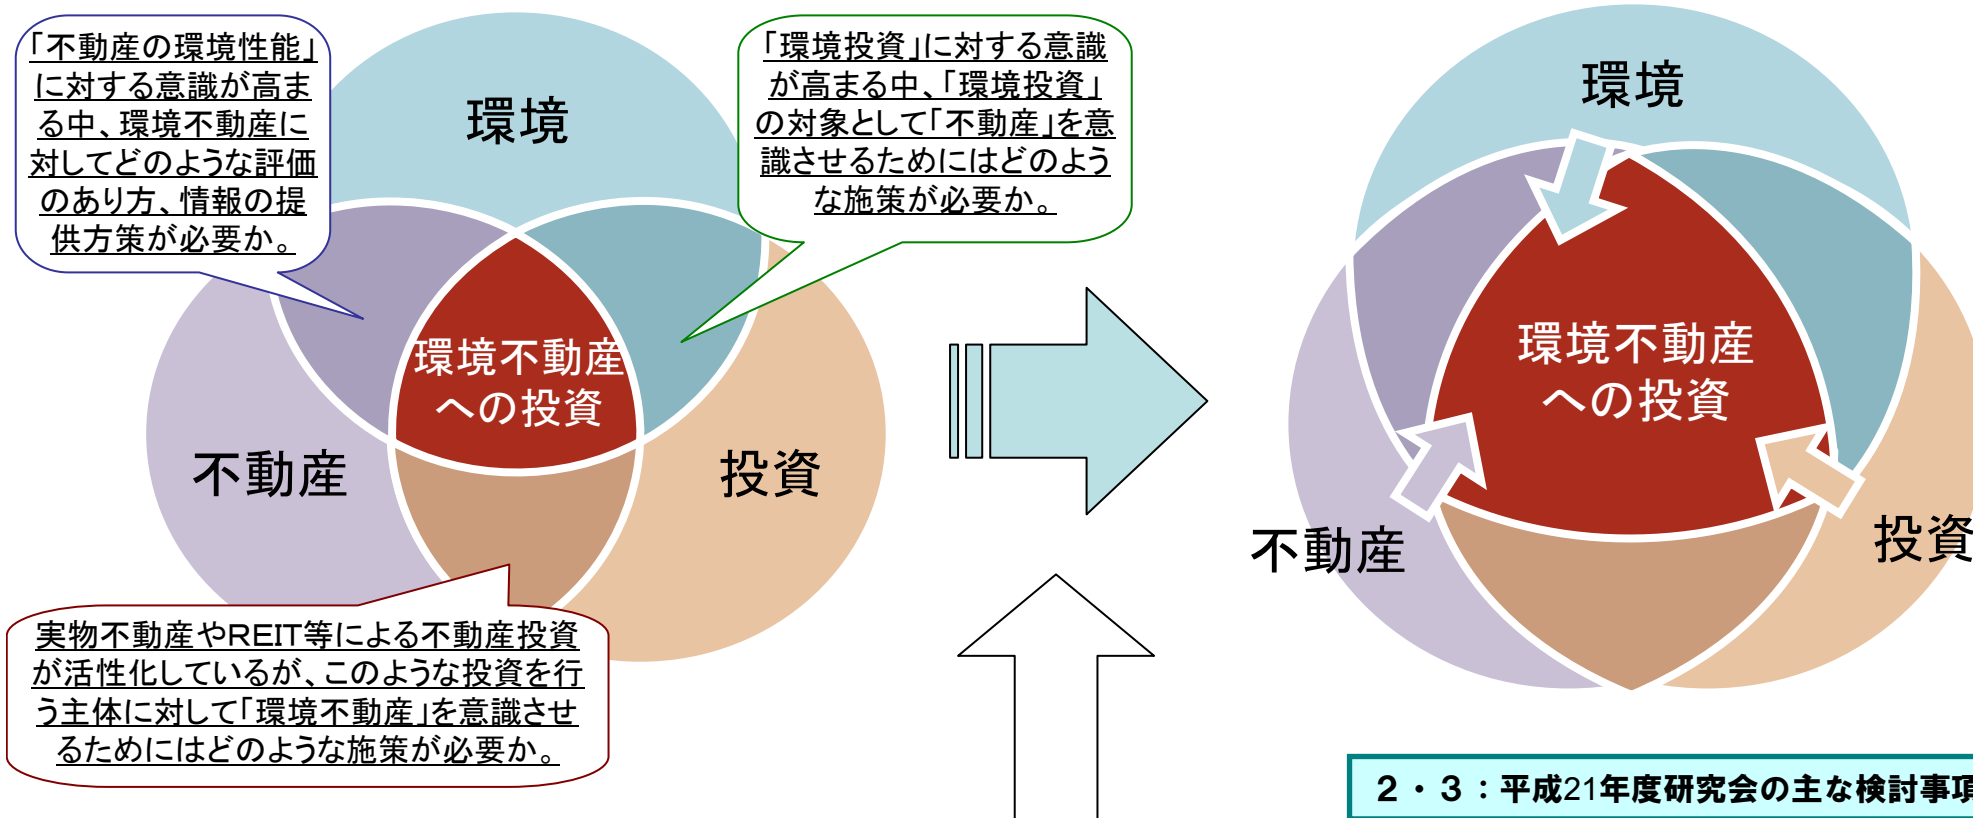 「不動産の環境性能」
に対する意識が高ま
る中、環境不動産に
対してどのような評価
のあり方、情報の提
供方策が必要か。
環境
「環境投資」に対する意識
が高まる中、「環境投資」
の対象として「不動産」を意
識させるためにはどのよう
な施策が必要か。
環境不動産
への投資
不動産
投資
実物不動産やREIT等による不動産投資
が活性化しているが、このような投資を行
う主体に対して「環境不動産」を意識させ
るためにはどのような施策が必要か。
環境
環境不動産
への投資
不動産
投資
2・3:平成21年度研究会の主な検討事項